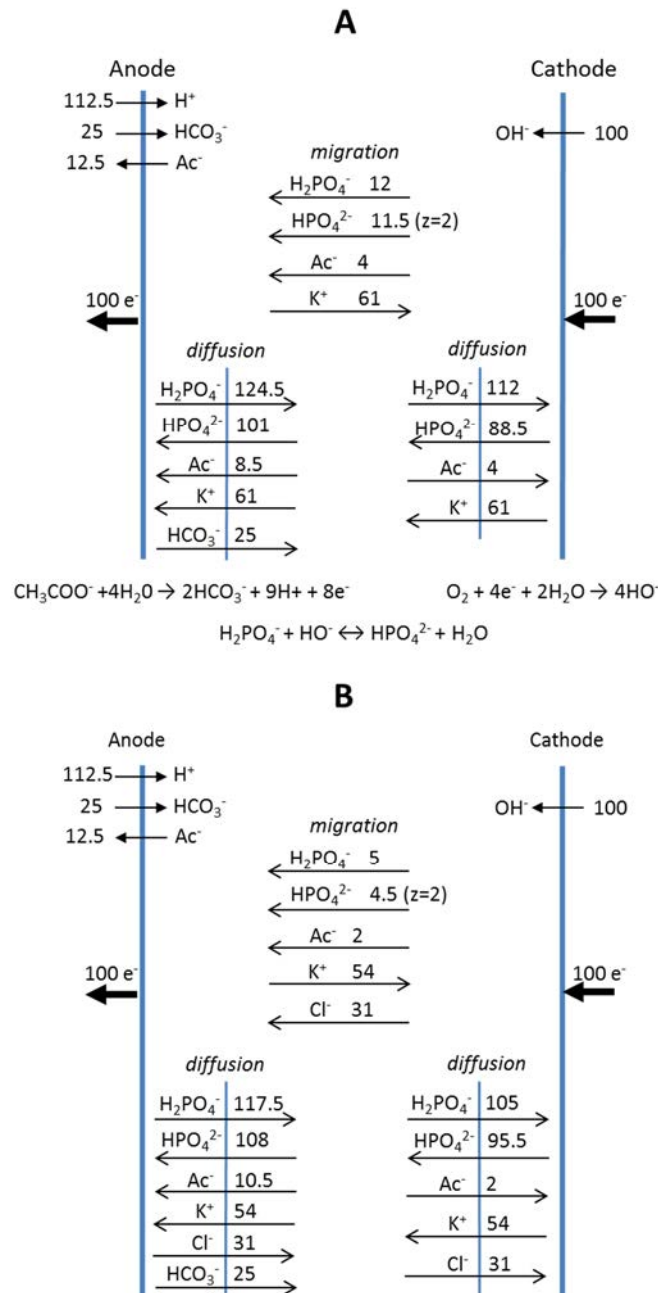 A
Anode Cathode
112.5 H⁺
25 HCO₃⁻ OH⁻ 100
12.5 Ac⁻
migration
H₂PO₄⁻ 12
HPO₄²⁻ 11.5 (z=2)
Ac⁻ 4
K⁺ 61
100 e⁻ 100 e⁻
diffusion diffusion
H₂PO₄⁻ 124.5 H₂PO₄⁻ 112
HPO₄²⁻ 101 HPO₄²⁻ 88.5
Ac⁻ 8.5 Ac⁻ 4
K⁺ 61 K⁺ 61
HCO₃⁻ 25
CH₃COO⁻ +4H₂0 → 2HCO₃⁻ + 9H+ + 8e⁻ O₂ + 4e⁻ + 2H₂O → 4HO⁻
H₂PO₄⁻ + HO⁻ ↔ HPO₄²⁻ + H₂O
B
Anode Cathode
112.5 H⁺
25 HCO₃⁻ OH⁻ 100
12.5 Ac⁻
migration
H₂PO₄⁻ 5
HPO₄²⁻ 4.5 (z=2)
Ac⁻ 2
K⁺ 54
Cl⁻ 31
100 e⁻ 100 e⁻
diffusion diffusion
H₂PO₄⁻ 117.5 H₂PO₄⁻ 105
HPO₄²⁻ 108 HPO₄²⁻ 95.5
Ac⁻ 10.5 Ac⁻ 2
K⁺ 54 K⁺ 54
Cl⁻ 31 Cl⁻ 31
HCO₃⁻ 25